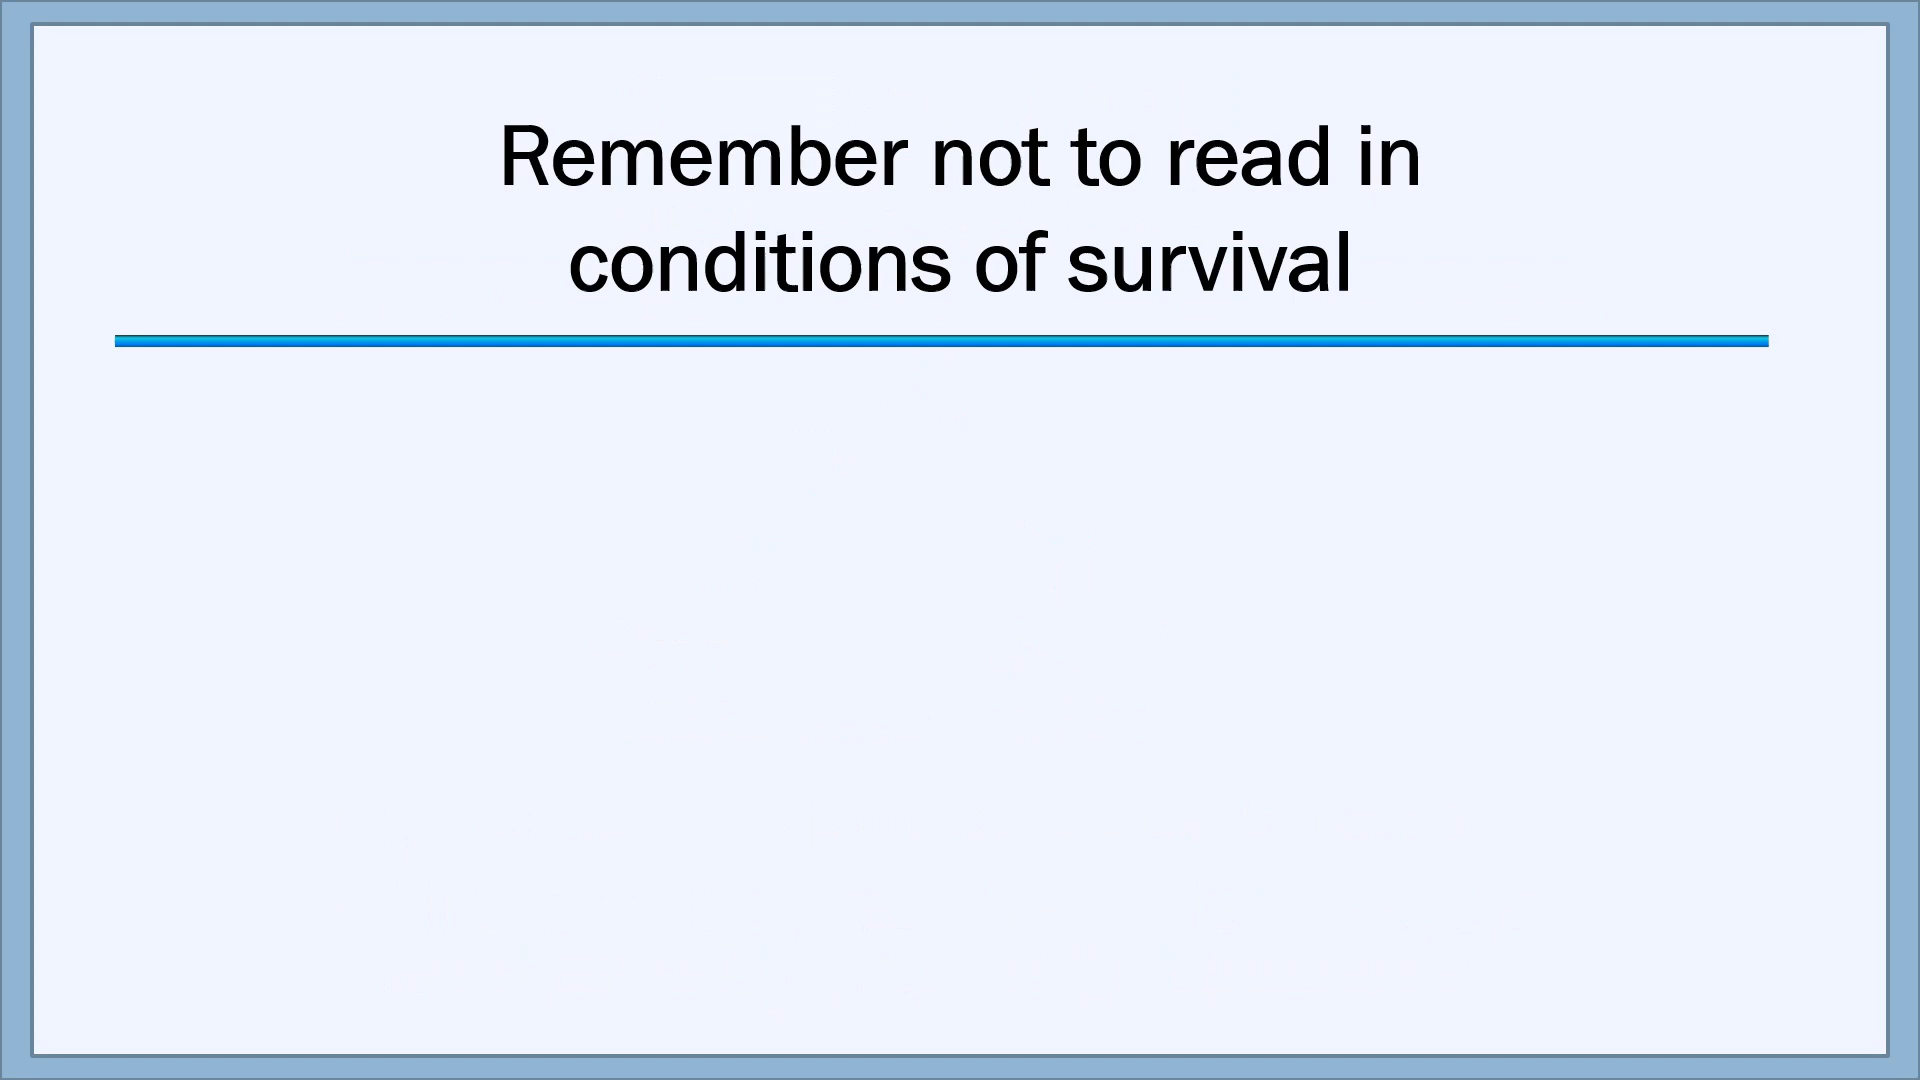 Remember not to read in
conditions of survival